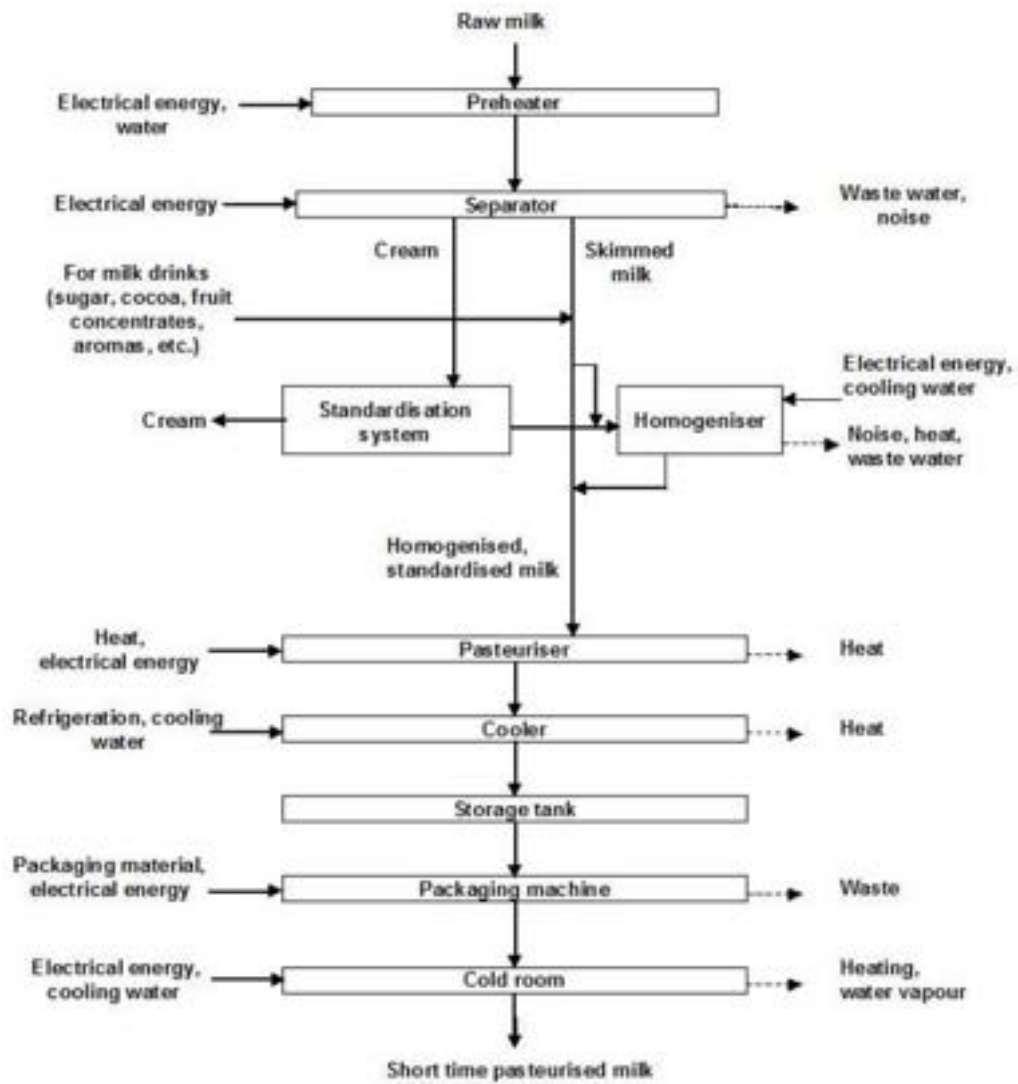 Raw milk
Electrical energy,
water
Preheater
Electrical energy
Separator
Waste water,
noise
Cream
Skimmed
milk
For milk drinks
(sugar, cocoa, fruit
concentrates,
aromas, etc.)
Electrical energy,
cooling water
Cream
Standardisation
system
Homogeniser
Noise, heat,
waste water
Homogenised,
standardised milk
Heat,
electrical energy
Pasteuriser
Heat
Refrigeration, cooling
water
Cooler
Heat
Storage tank
Packaging material,
electrical energy
Packaging machine
Waste
Electrical energy,
cooling water
Cold room
Heating,
water vapour
Short time pasteurised milk